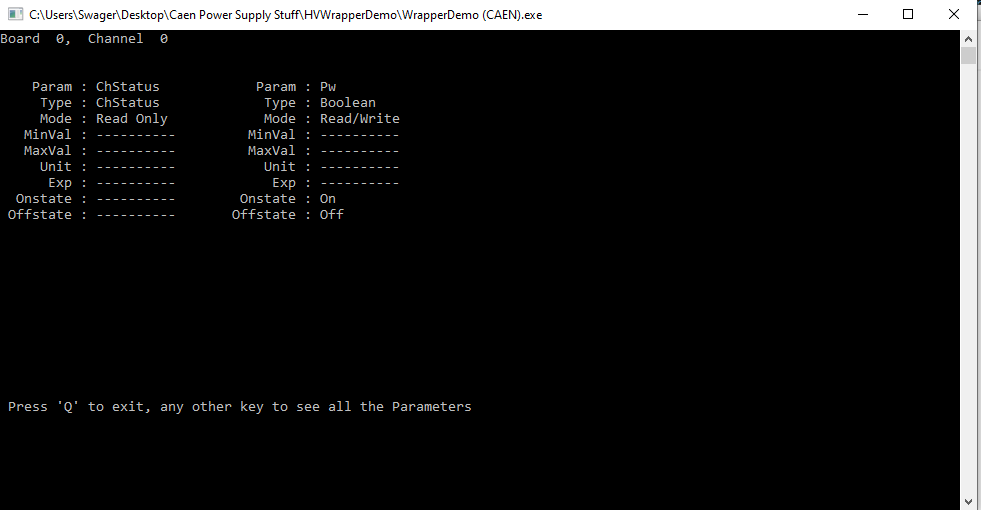 C:\Users\Swager\Desktop\Caen Power Supply Stuff\HVWrapperDemo\WrapperDemo (CAEN).exe
Board  0,  Channel  0
    Param : ChStatus            Param : Pw
     Type : ChStatus             Type : Boolean
     Mode : Read Only            Mode : Read/Write
   MinVal : ----------         MinVal : ----------
   MaxVal : ----------         MaxVal : ----------
     Unit : ----------           Unit : ----------
      Exp : ----------            Exp : ----------
  Onstate : ----------        Onstate : On
 Offstate : ----------       Offstate : Off
 Press 'Q' to exit, any other key to see all the Parameters